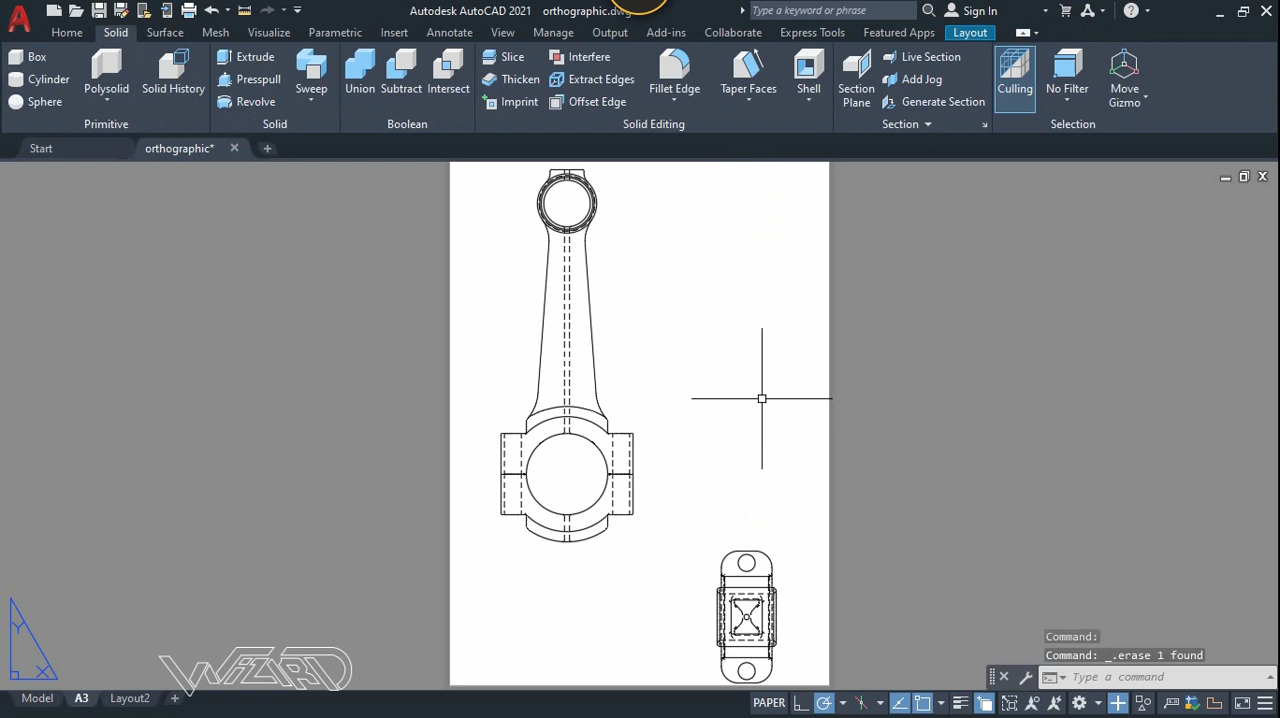 Autodesk AutoCAD 2021 orthographic.dwg
Type a keyword or phrase
Sign In
Home Solid Surface Mesh Visualize Parametric Insert Annotate View Manage Output Add-ins Collaborate Express Tools Featured Apps Layout
Box
Cylinder
Sphere
Polysolid
Solid History
Primitive
Extrude
Presspull
Revolve
Sweep
Solid
Union
Subtract
Intersect
Boolean
Slice
Thicken
Imprint
Interfere
Extract Edges
Offset Edge
Fillet Edge
Taper Faces
Shell
Solid Editing
Section
Plane
Live Section
Add Jog
Generate Section
Section
Culling
No Filter
Move
Gizmo
Selection
Start
orthographic*
Y
X
WiZARD
Command:
Command: _.erase 1 found
Type a command
Model A3 Layout2
PAPER